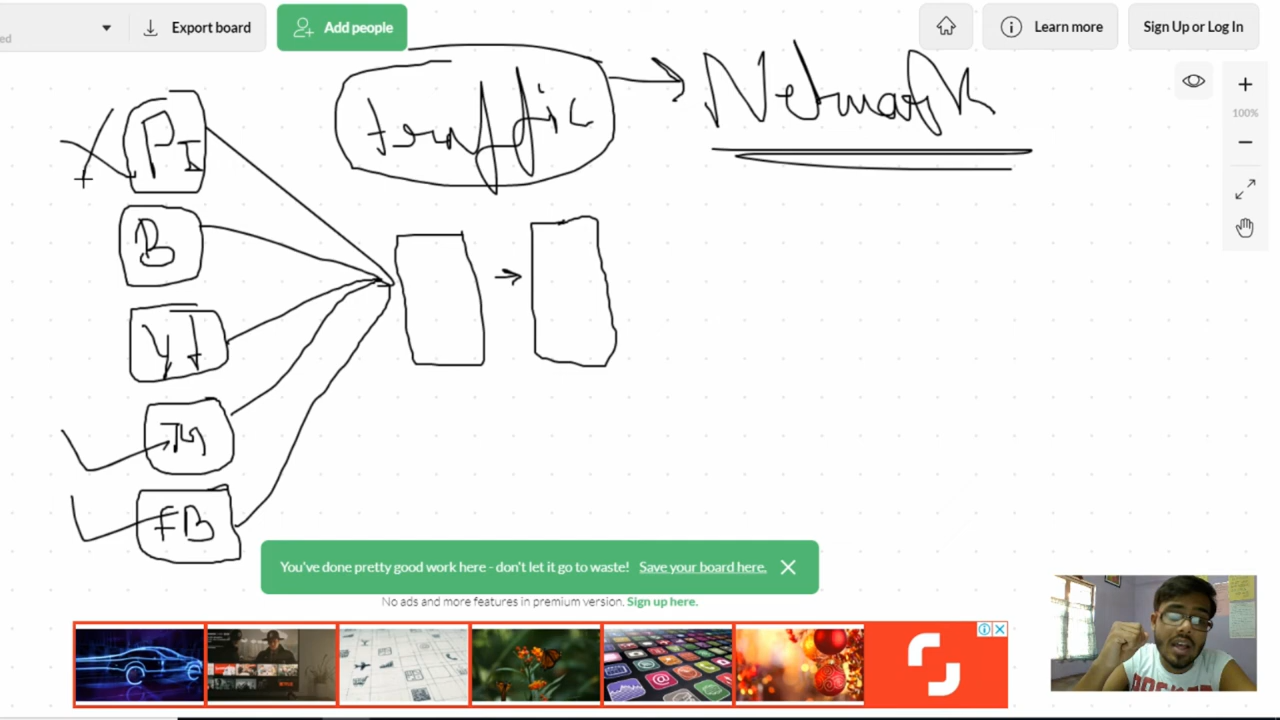 ed
Export board
Add people
Learn more
Sign Up or Log In
100%
traffic
Network
PI
B
yt
FB
You've done pretty good work here - don't let it go to waste! Save your board here.
No ads and more features in premium version. Sign up here.
NETFLIX